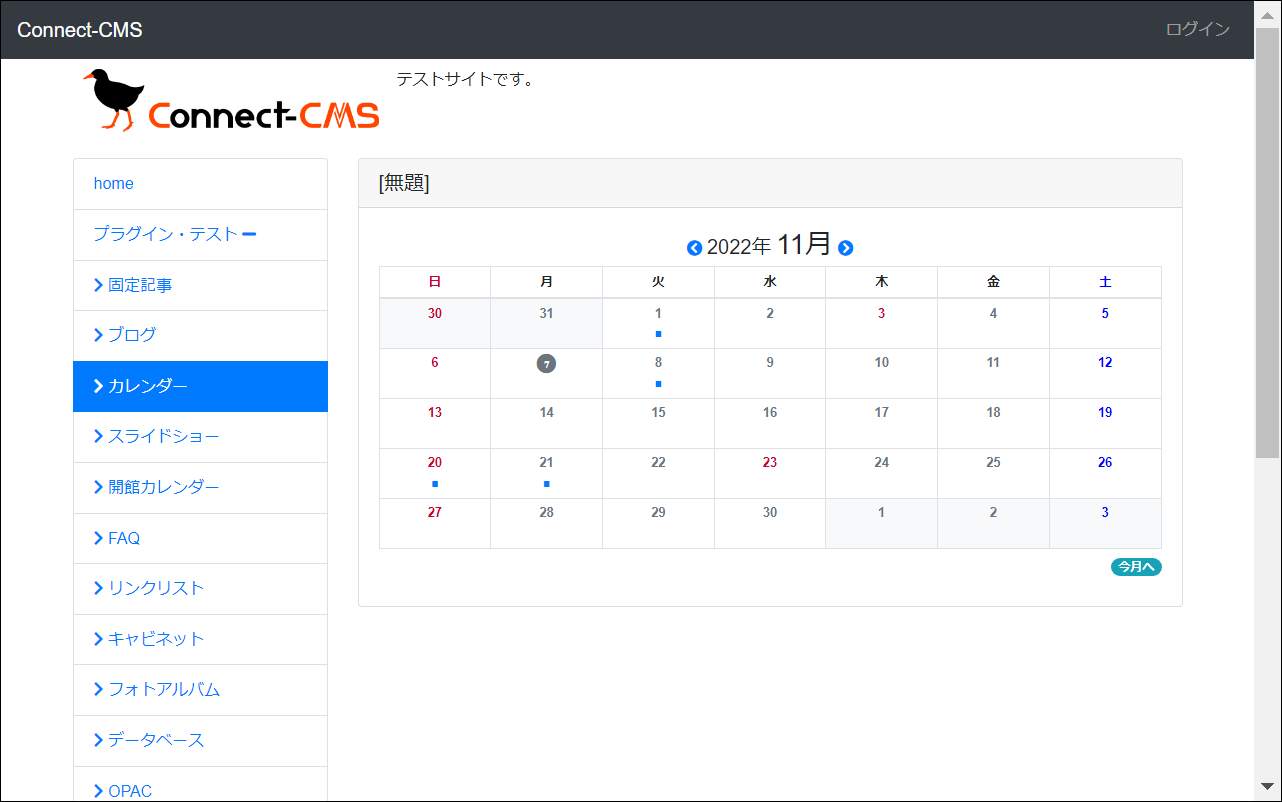 Connect-CMS
ログイン
Connect-CMS
テストサイトです。
home
プラグイン・テスト
固定記事
ブログ
カレンダー
スライドショー
開館カレンダー
FAQ
リンクリスト
キャビネット
フォトアルバム
データベース
OPAC
[無題]
2022年 11月
日 月 火 水 木 金 土
30 31 1 2 3 4 5
6 7 8 9 10 11 12
13 14 15 16 17 18 19
20 21 22 23 24 25 26
27 28 29 30 1 2 3
今月へ